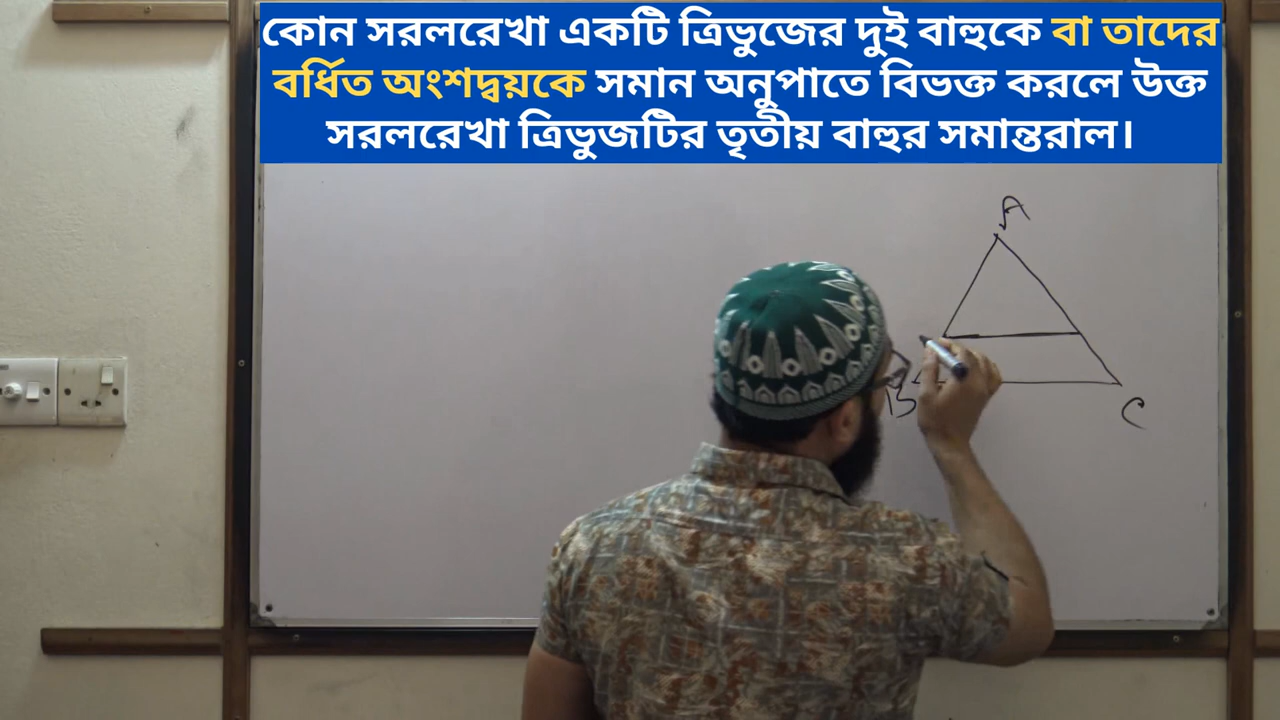 কোন সরলরেখা একটি ত্রিভুজের দুই বাহুকে বা তাদের
বর্ধিত অংশদ্বয়কে সমান অনুপাতে বিভক্ত করলে উক্ত
সরলরেখা ত্রিভুজটির তৃতীয় বাহুর সমান্তরাল।
A
B
C